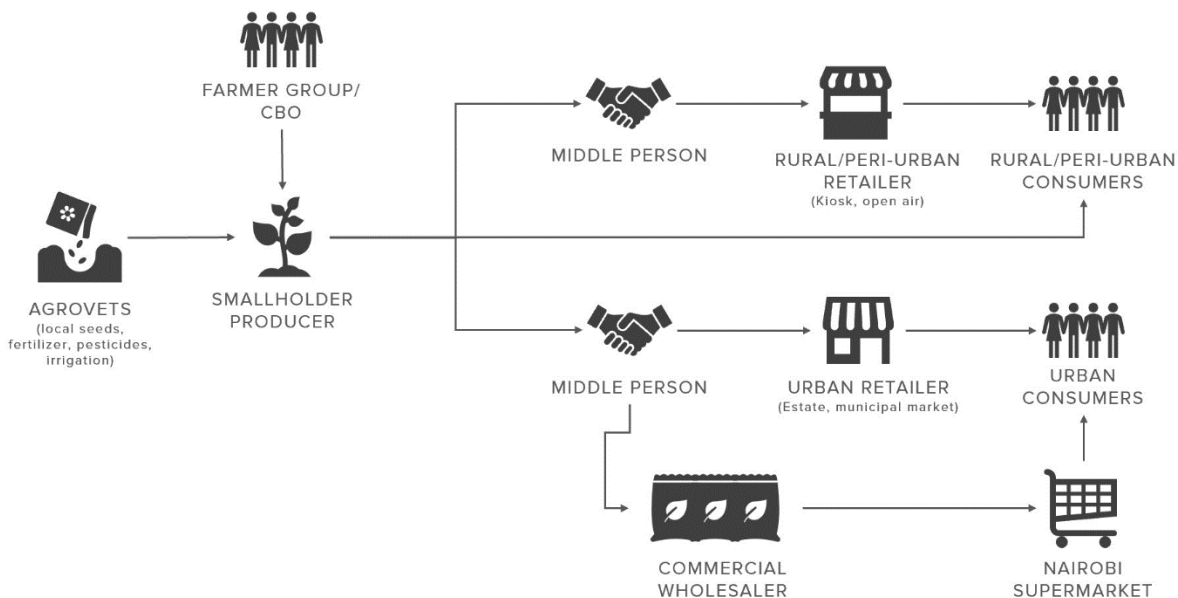 FARMER GROUP/
CBO
MIDDLE PERSON
RURAL/PERI-URBAN
RETAILER
(Kiosk, open air)
RURAL/PERI-URBAN
CONSUMERS
AGROVETS
(local seeds,
fertilizer, pesticides,
irrigation)
SMALLHOLDER
PRODUCER
MIDDLE PERSON
URBAN RETAILER
(Estate, municipal market)
URBAN
CONSUMERS
COMMERCIAL
WHOLESALER
NAIROBI
SUPERMARKET